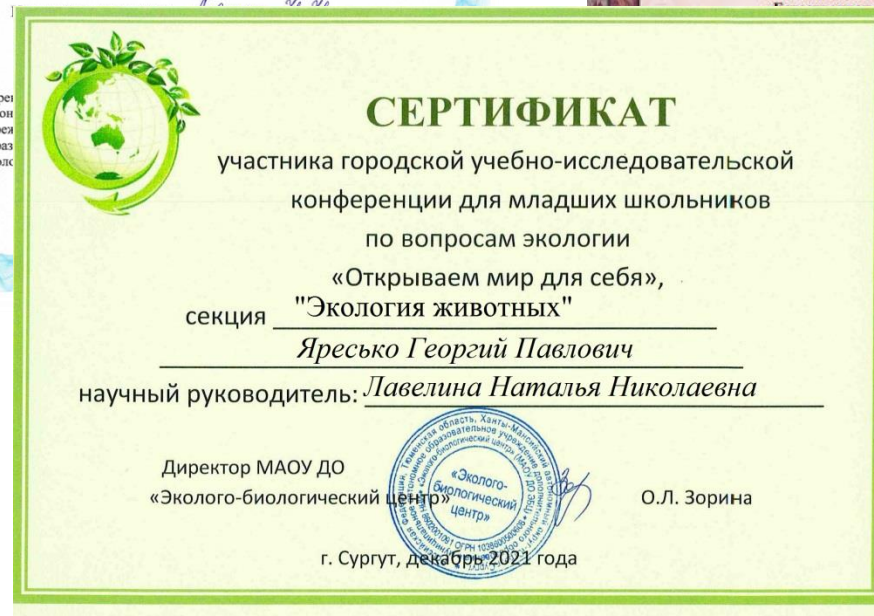 СЕРТИФИКАТ
участника городской учебно-исследовательской
конференции для младших школьников
по вопросам экологии
«Открываем мир для себя»,
секция "Экология животных"
Яресько Георгий Павлович
научный руководитель: Лавелина Наталья Николаевна
Директор МАОУ ДО
«Эколого-биологический центр»
О.Л. Зорина
«Эколого-
биологический
центр»
г. Сургут, декабрь 2021 года